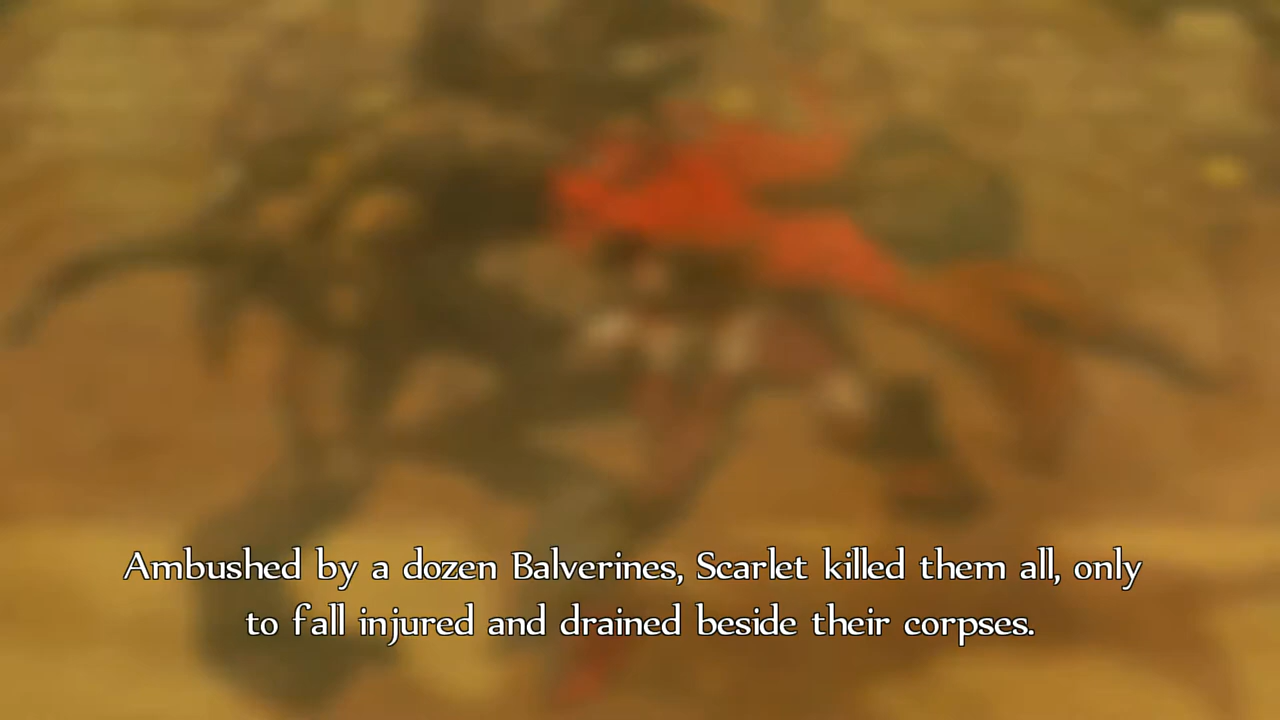 Ambushed by a dozen Balverines, Scarlet killed them all, only
to fall injured and drained beside their corpses.